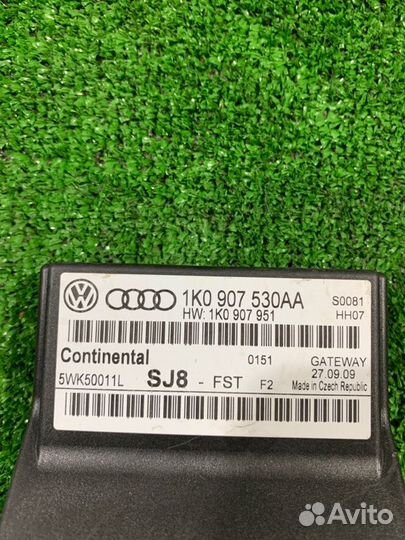 1K0 907 530AA S0081
HW: 1K0 907 951 HH07
Continental 0151 GATEWAY
5WK50011L SJ8 - FST F2 27.09.09
Made in Czech Republic
Avito